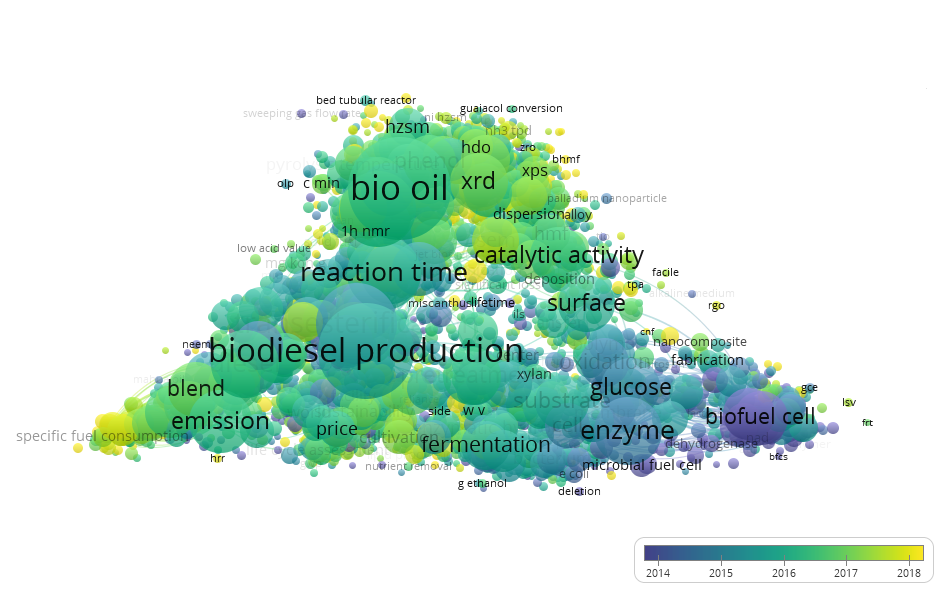 bed tubular reactor
guaiacol conversion
sweeping gas flow rate
ni hzsm
hzsm
nh3 tpd
hdo
zro
pheno
bhmf
xps
olp
c min
bio oil
xrd
palladium nanoparticle
dispersion
alloy
1h nmr
hmf
low acid value
catalytic activity
reaction time
facile
deposition
tpa
alkaline medium
miscanthus
lifetime
surface
rgo
ils
cnf
nanocomposite
neem
biodiesel production
oxidation
fabrication
xylan
blend
glucose
gce
substrate
lsv
side
w v
emission
biofuel cell
frt
price
cell
enzyme
specific fuel consumption
cultivation
fermentation
dehydrogenase
hrr
bfcs
nutrient removal
microbial fuel cell
e coli
g ethanol
deletion
2014
2015
2016
2017
2018